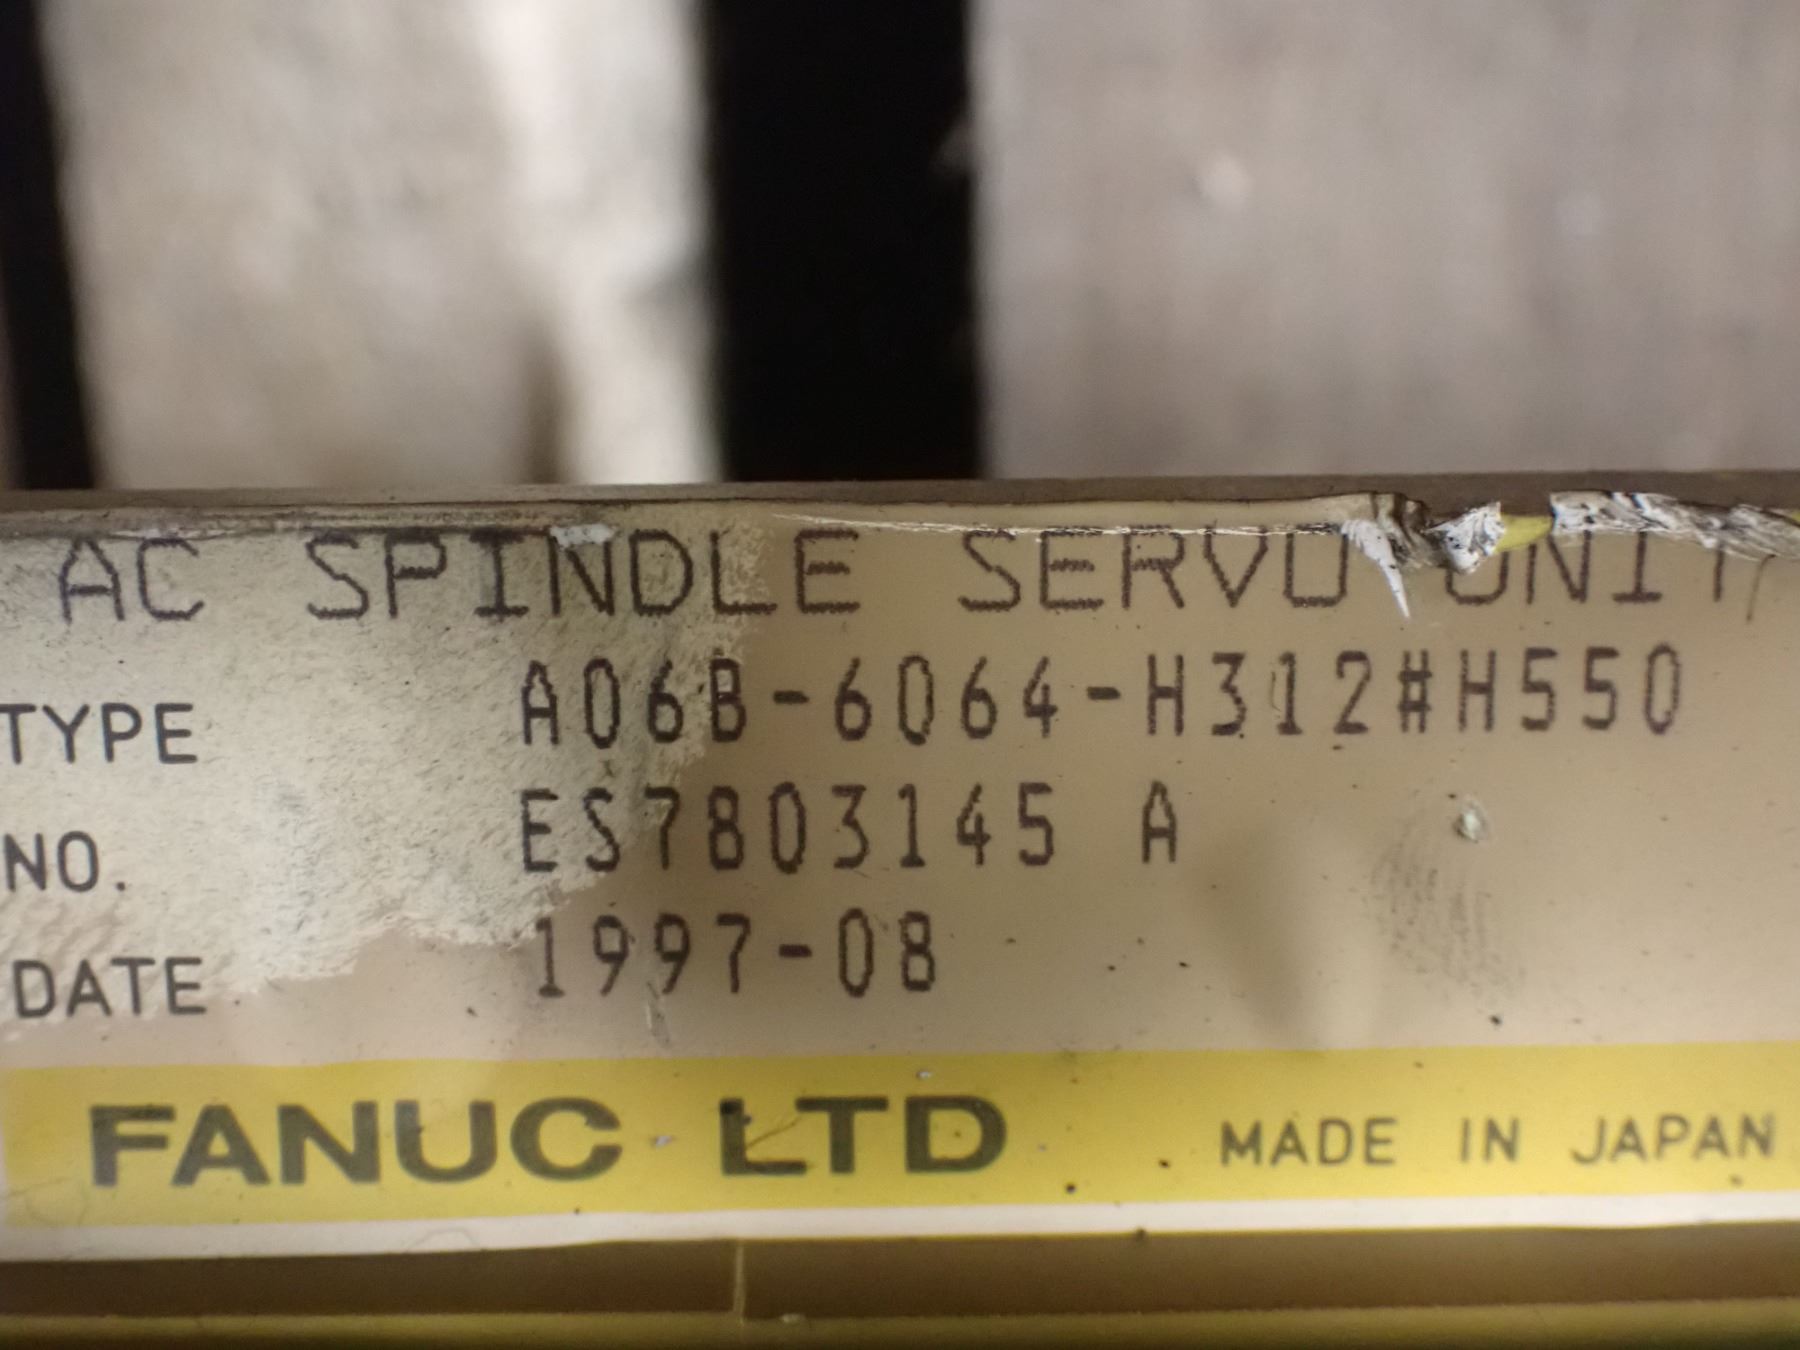 AC SPINDLE SERVO UNIT
TYPE A06B-6064-H312#H550
NO. ES7803145 A
DATE 1997-08
FANUC LTD MADE IN JAPAN